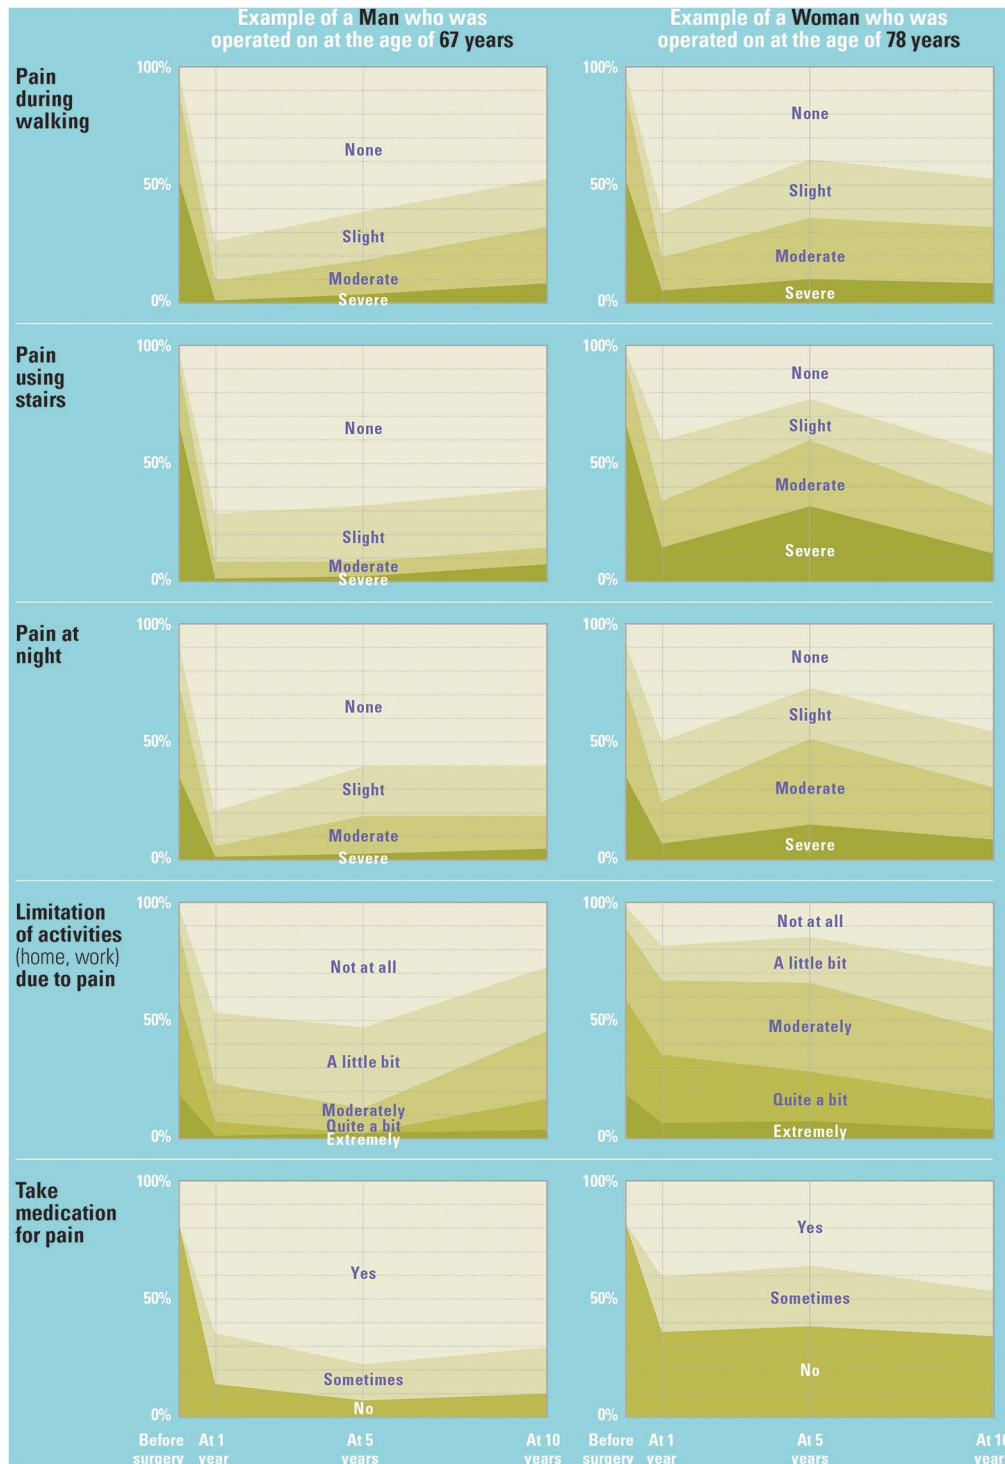 Example of a Man who was
operated on at the age of 67 years
Example of a Woman who was
operated on at the age of 78 years
Pain
during
walking
100%
50%
0%
None
Slight
Moderate
Severe
100%
50%
0%
None
Slight
Moderate
Severe
Pain
using
stairs
100%
50%
0%
None
Slight
Moderate
Severe
100%
50%
0%
None
Slight
Moderate
Severe
Pain at
night
100%
50%
0%
None
Slight
Moderate
Severe
100%
50%
0%
None
Slight
Moderate
Severe
Limitation
of activities
(home, work)
due to pain
100%
50%
0%
Not at all
A little bit
Moderately
Quite a bit
Extremely
100%
50%
0%
Not at all
A little bit
Moderately
Quite a bit
Extremely
Take
medication
for pain
100%
50%
0%
Yes
Sometimes
No
100%
50%
0%
Yes
Sometimes
No
Before
surgery
At 1
year
At 5
years
At 10
years
Before
surgery
At 1
year
At 5
years
At 10
years